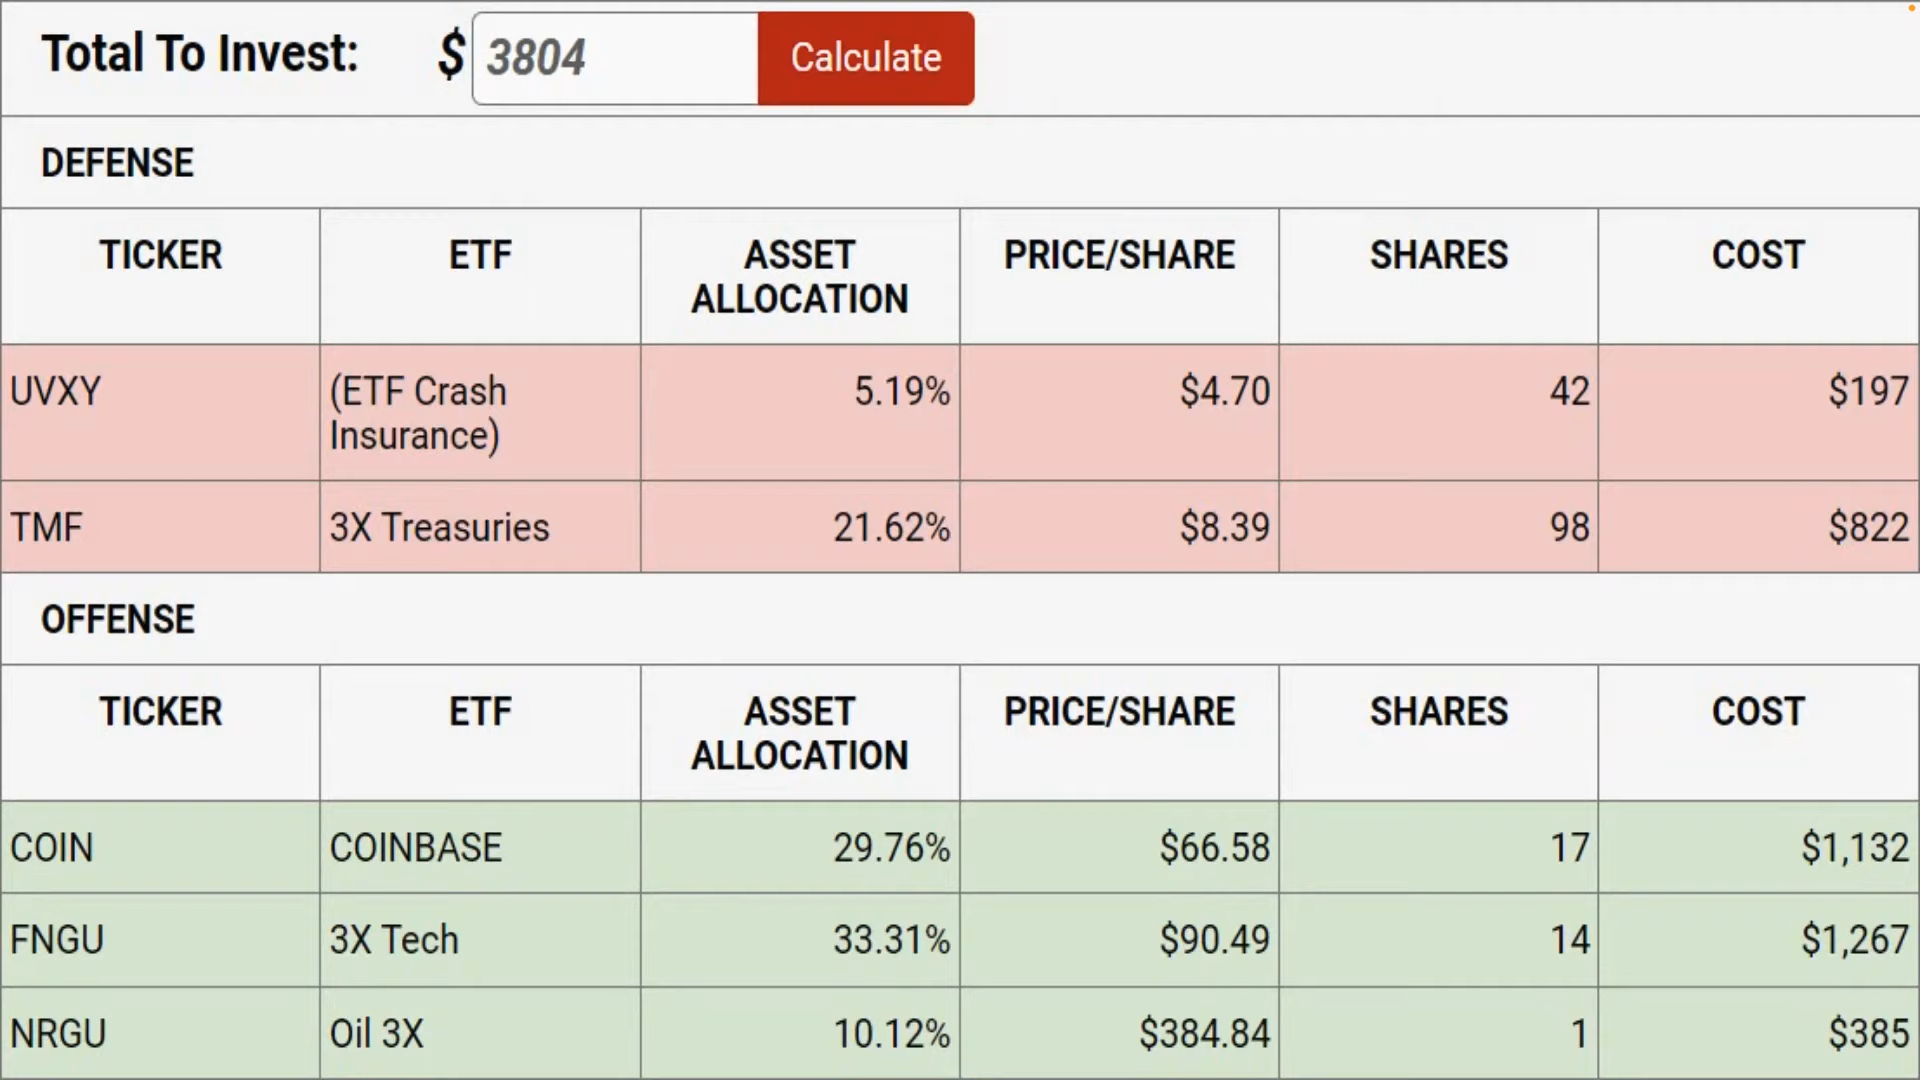 Total To Invest: $ 3804 Calculate
DEFENSE
TICKER ETF ASSET ALLOCATION PRICE/SHARE SHARES COST
UVXY (ETF Crash Insurance) 5.19% $4.70 42 $197
TMF 3X Treasuries 21.62% $8.39 98 $822
OFFENSE
TICKER ETF ASSET ALLOCATION PRICE/SHARE SHARES COST
COIN COINBASE 29.76% $66.58 17 $1,132
FNGU 3X Tech 33.31% $90.49 14 $1,267
NRGU Oil 3X 10.12% $384.84 1 $385